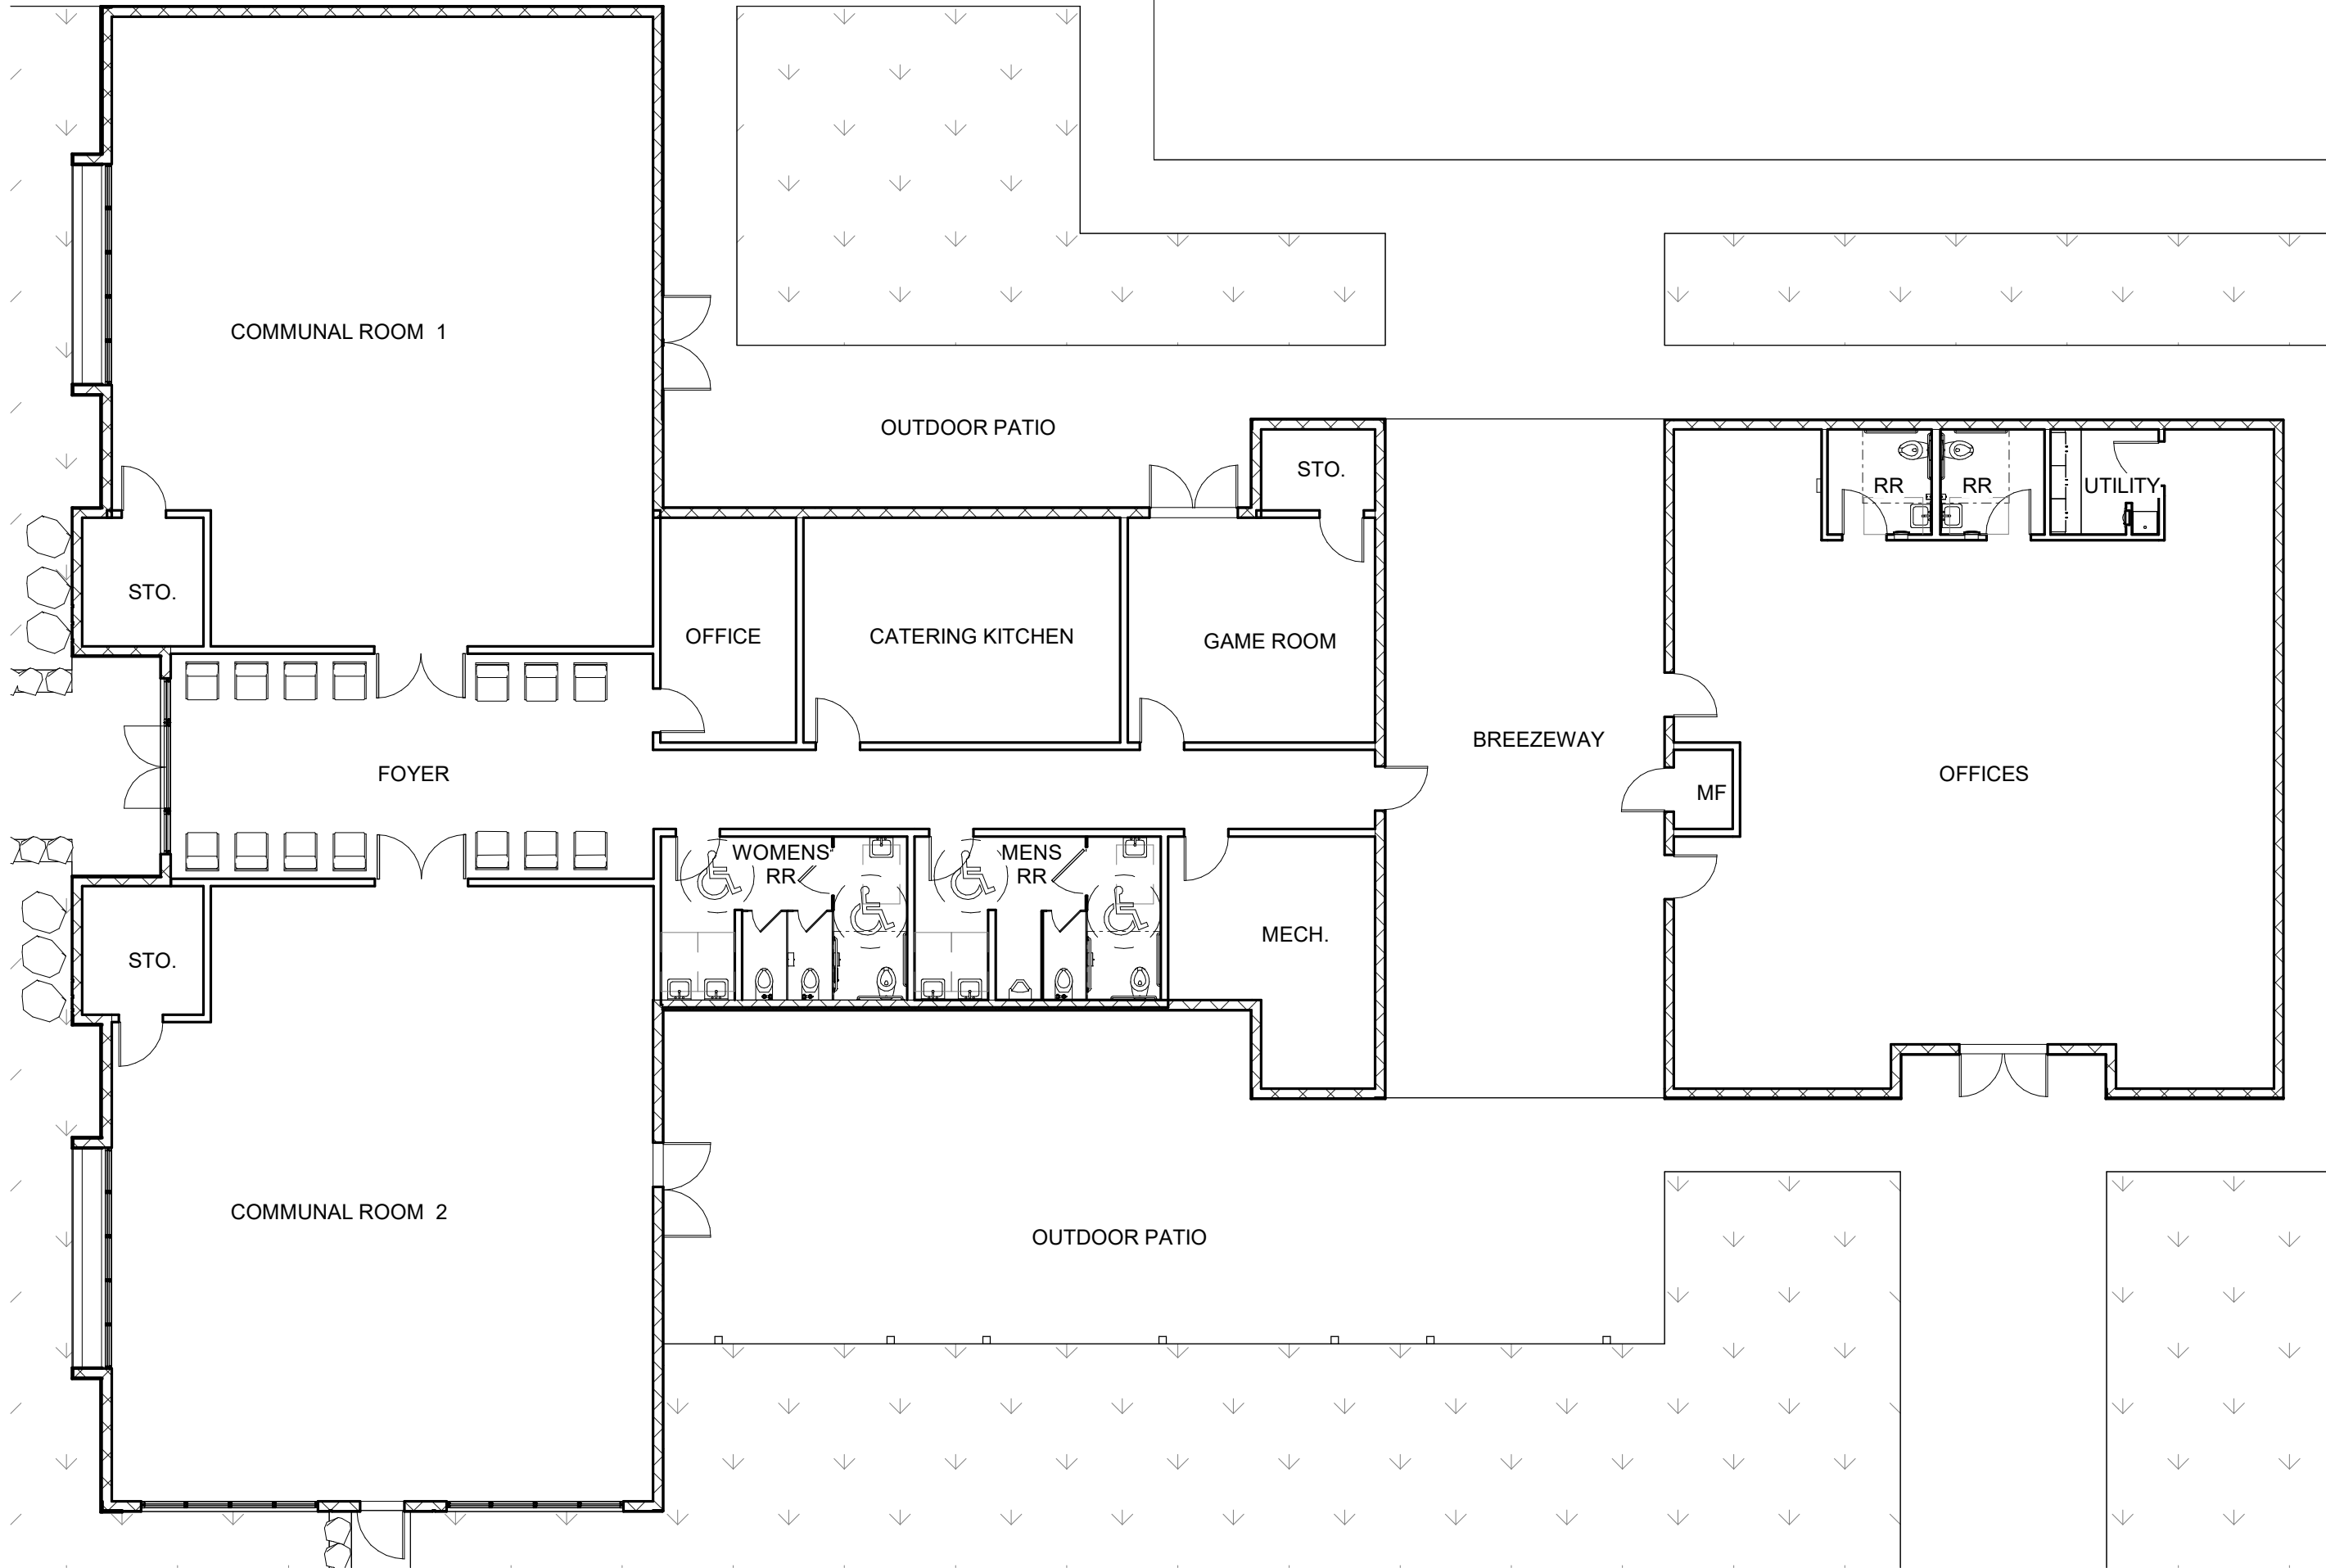 COMMUNAL ROOM 1
OUTDOOR PATIO
STO.
RR
RR
UTILITY
STO.
OFFICE
CATERING KITCHEN
GAME ROOM
BREEZEWAY
FOYER
OFFICES
MF
WOMENS
RR
MENS
RR
MECH.
STO.
COMMUNAL ROOM 2
OUTDOOR PATIO